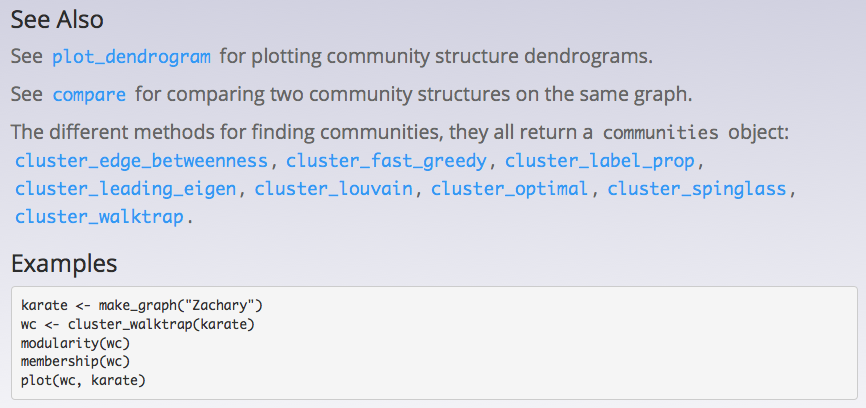 See Also
See plot_dendrogram for plotting community structure dendrograms.
See compare for comparing two community structures on the same graph.
The different methods for finding communities, they all return a communities object:
cluster_edge_betweenness, cluster_fast_greedy, cluster_label_prop,
cluster_leading_eigen, cluster_louvain, cluster_optimal, cluster_spinglass,
cluster_walktrap.
Examples
karate <- make_graph("Zachary")
wc <- cluster_walktrap(karate)
modularity(wc)
membership(wc)
plot(wc, karate)